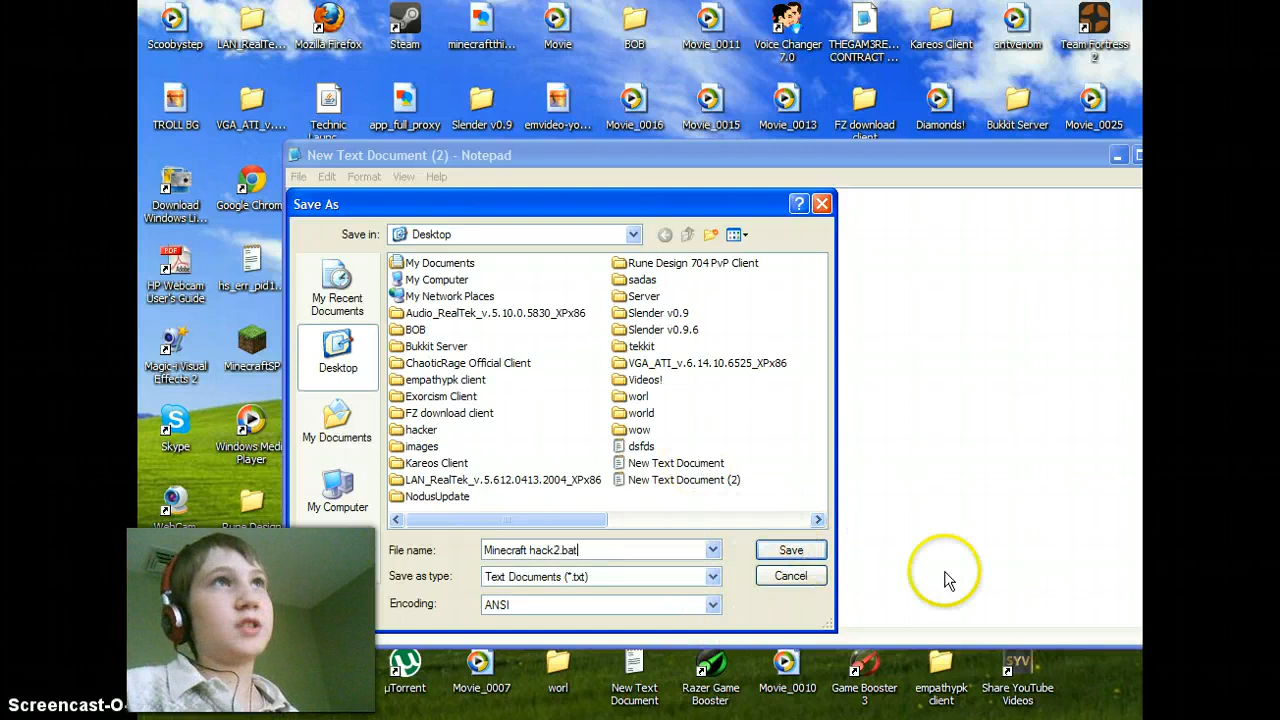 Scoobystep
LAN_RealTe...
Mozilla Firefox
Steam
minecraftthi...
Movie
BOB
Movie_0011
Voice Changer
7.0
THEGAM3RE...
CONTRACT ...
Kareos Client
antvenom
Team Fortress
2
TROLL BG
VGA_ATI_v....
Technic
Launc...
app_full_proxy
Slender v0.9
emvideo-yo...
Movie_0016
Movie_0015
Movie_0013
FZ download
client
Diamonds!
Bukkit Server
Movie_0025
New Text Document (2) - Notepad
File Edit Format View Help
Download
Windows Li...
Google Chrom
HP Webcam
User's Guide
hs_err_pid1
Magic-i Visual
Effects 2
MinecraftSP
Skype
Windows Med
Player
WebCam
Rune Design
Save As
Save in:
Desktop
My Recent
Documents
Desktop
My Documents
My Computer
My Documents
My Computer
My Network Places
Audio_RealTek_v.5.10.0.5830_XPx86
BOB
Bukkit Server
ChaoticRage Official Client
empathypk client
Exorcism Client
FZ download client
hacker
images
Kareos Client
LAN_RealTek_v.5.612.0413.2004_XPx86
NodusUpdate
Rune Design 704 PvP Client
sadas
Server
Slender v0.9
Slender v0.9.6
tekkit
VGA_ATI_v.6.14.10.6525_XPx86
Videos!
worl
world
wow
dsfds
New Text Document
New Text Document (2)
File name:
Minecraft hack2.bat
Save
Save as type:
Text Documents (*.txt)
Cancel
Encoding:
ANSI
PDF
SYV
µTorrent
Movie_0007
worl
New Text
Document
Razer Game
Booster
Movie_0010
Game Booster
3
empathypk
client
Share YouTube
Videos
Screencast-O-